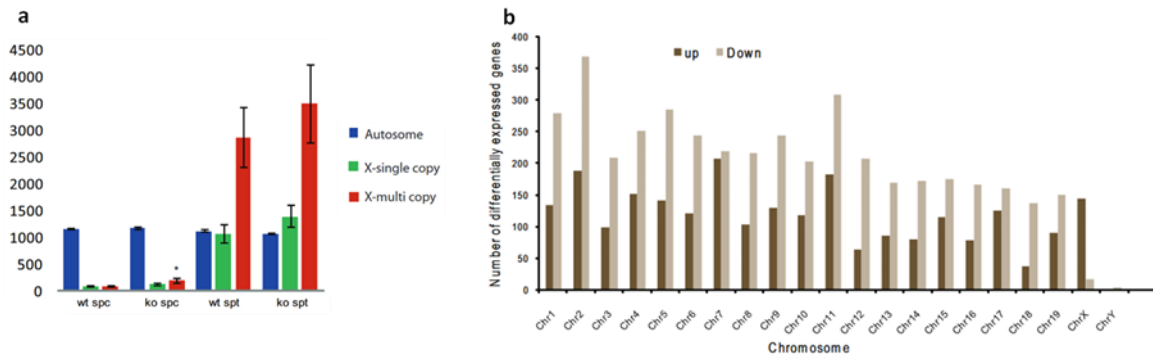 a
4500
4000
3500
3000
2500
2000
1500
1000
500
0
*
wt spc ko spc wt spt ko spt
Autosome
X-single copy
X-multi copy
b
Number of differentially expressed genes
400
350
300
250
200
150
100
50
0
up Down
Chr1 Chr2 Chr3 Chr4 Chr5 Chr6 Chr7 Chr8 Chr9 Chr10 Chr11 Chr12 Chr13 Chr14 Chr15 Chr16 Chr17 Chr18 Chr19 ChrX ChrY
Chromosome